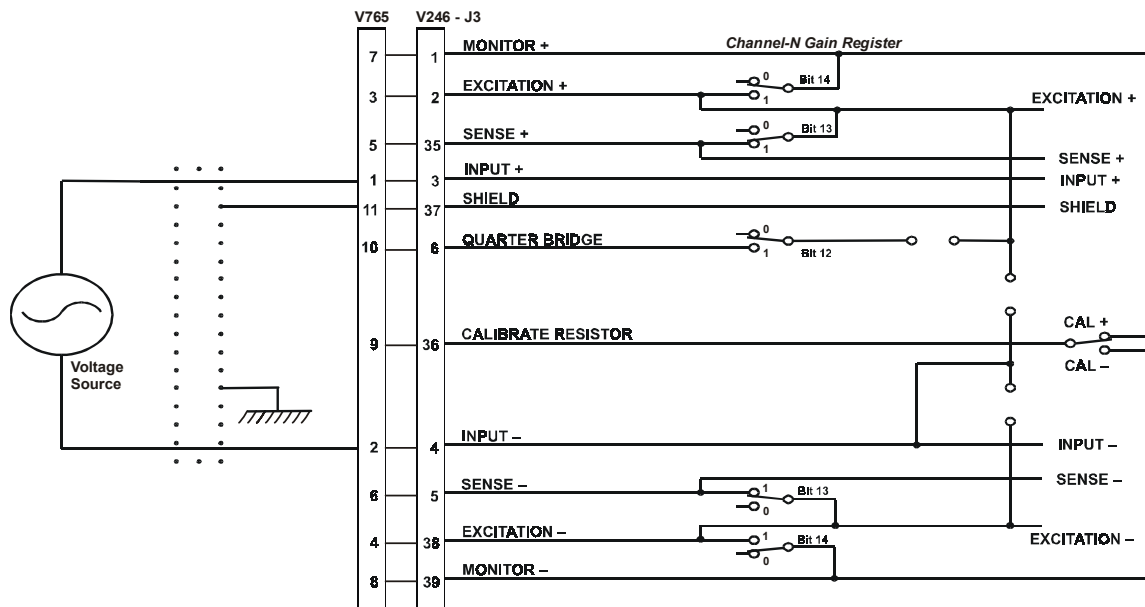 V765 V246 - J3
7 1 MONITOR + Channel-N Gain Register
0 Bit 14
3 2 EXCITATION + 1 EXCITATION +
0 Bit 13
5 35 SENSE + 1
SENSE +
1 3 INPUT + INPUT +
11 37 SHIELD SHIELD
10 6 QUARTER BRIDGE 0
1 Bit 12
CAL +
9 36 CALIBRATE RESISTOR
CAL –
Voltage
Source
2 4 INPUT – INPUT –
SENSE –
6 5 SENSE – 1 Bit 13
0
4 38 EXCITATION – 1 Bit 14 EXCITATION –
0
8 39 MONITOR –